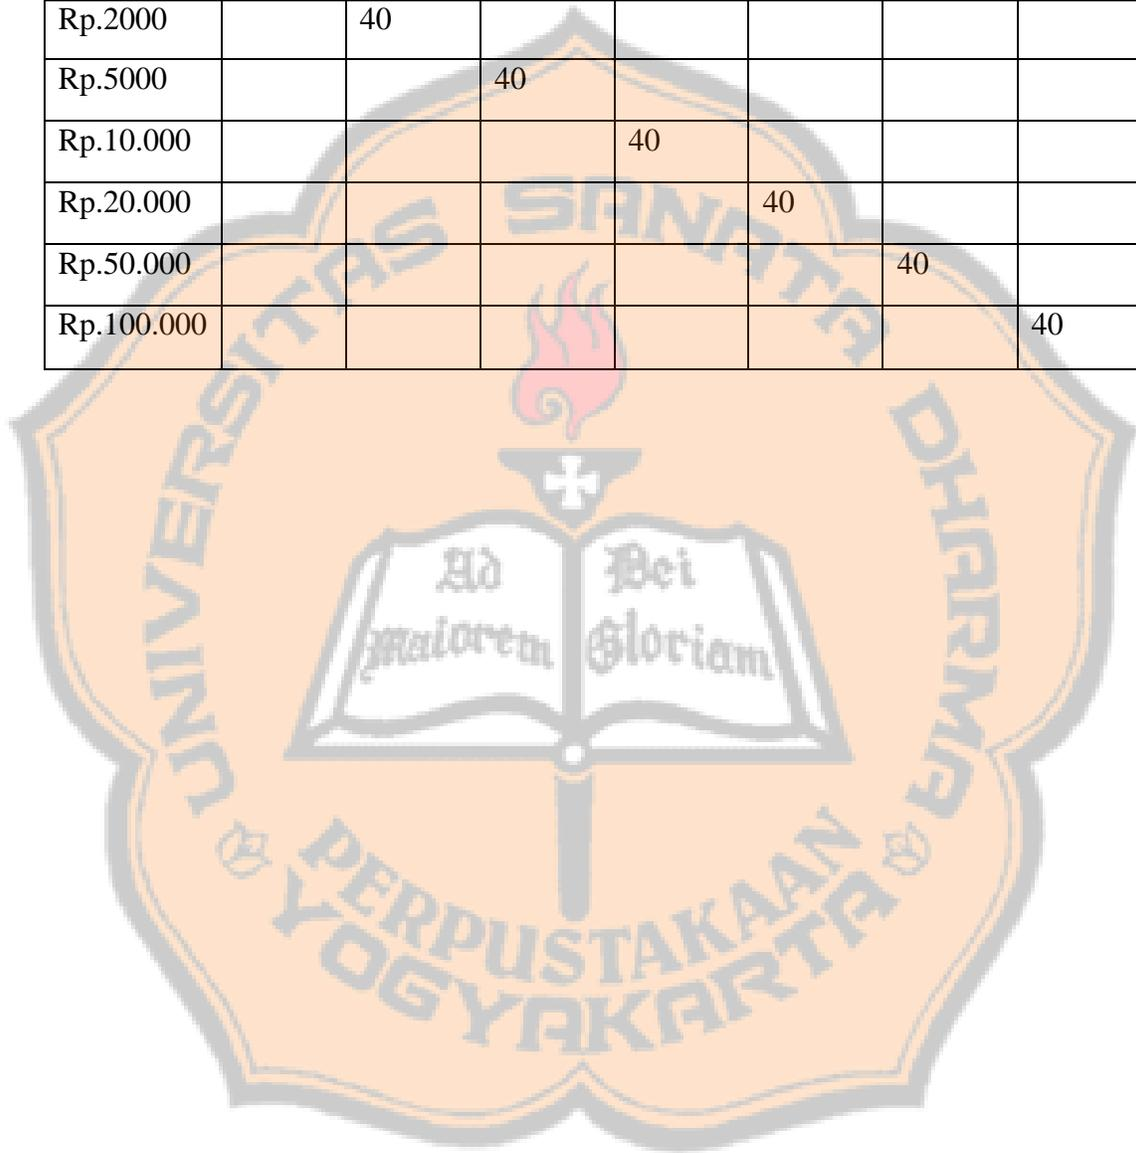 Rp.2000 40
Rp.5000 40
Rp.10.000 40
Rp.20.000 40
Rp.50.000 40
Rp.100.000 40
UNIVERSITAS SANATA DHARMA
Ad Dei
maiorem Gloriam
PERPUSTAKAAN
YOGYAKARTA